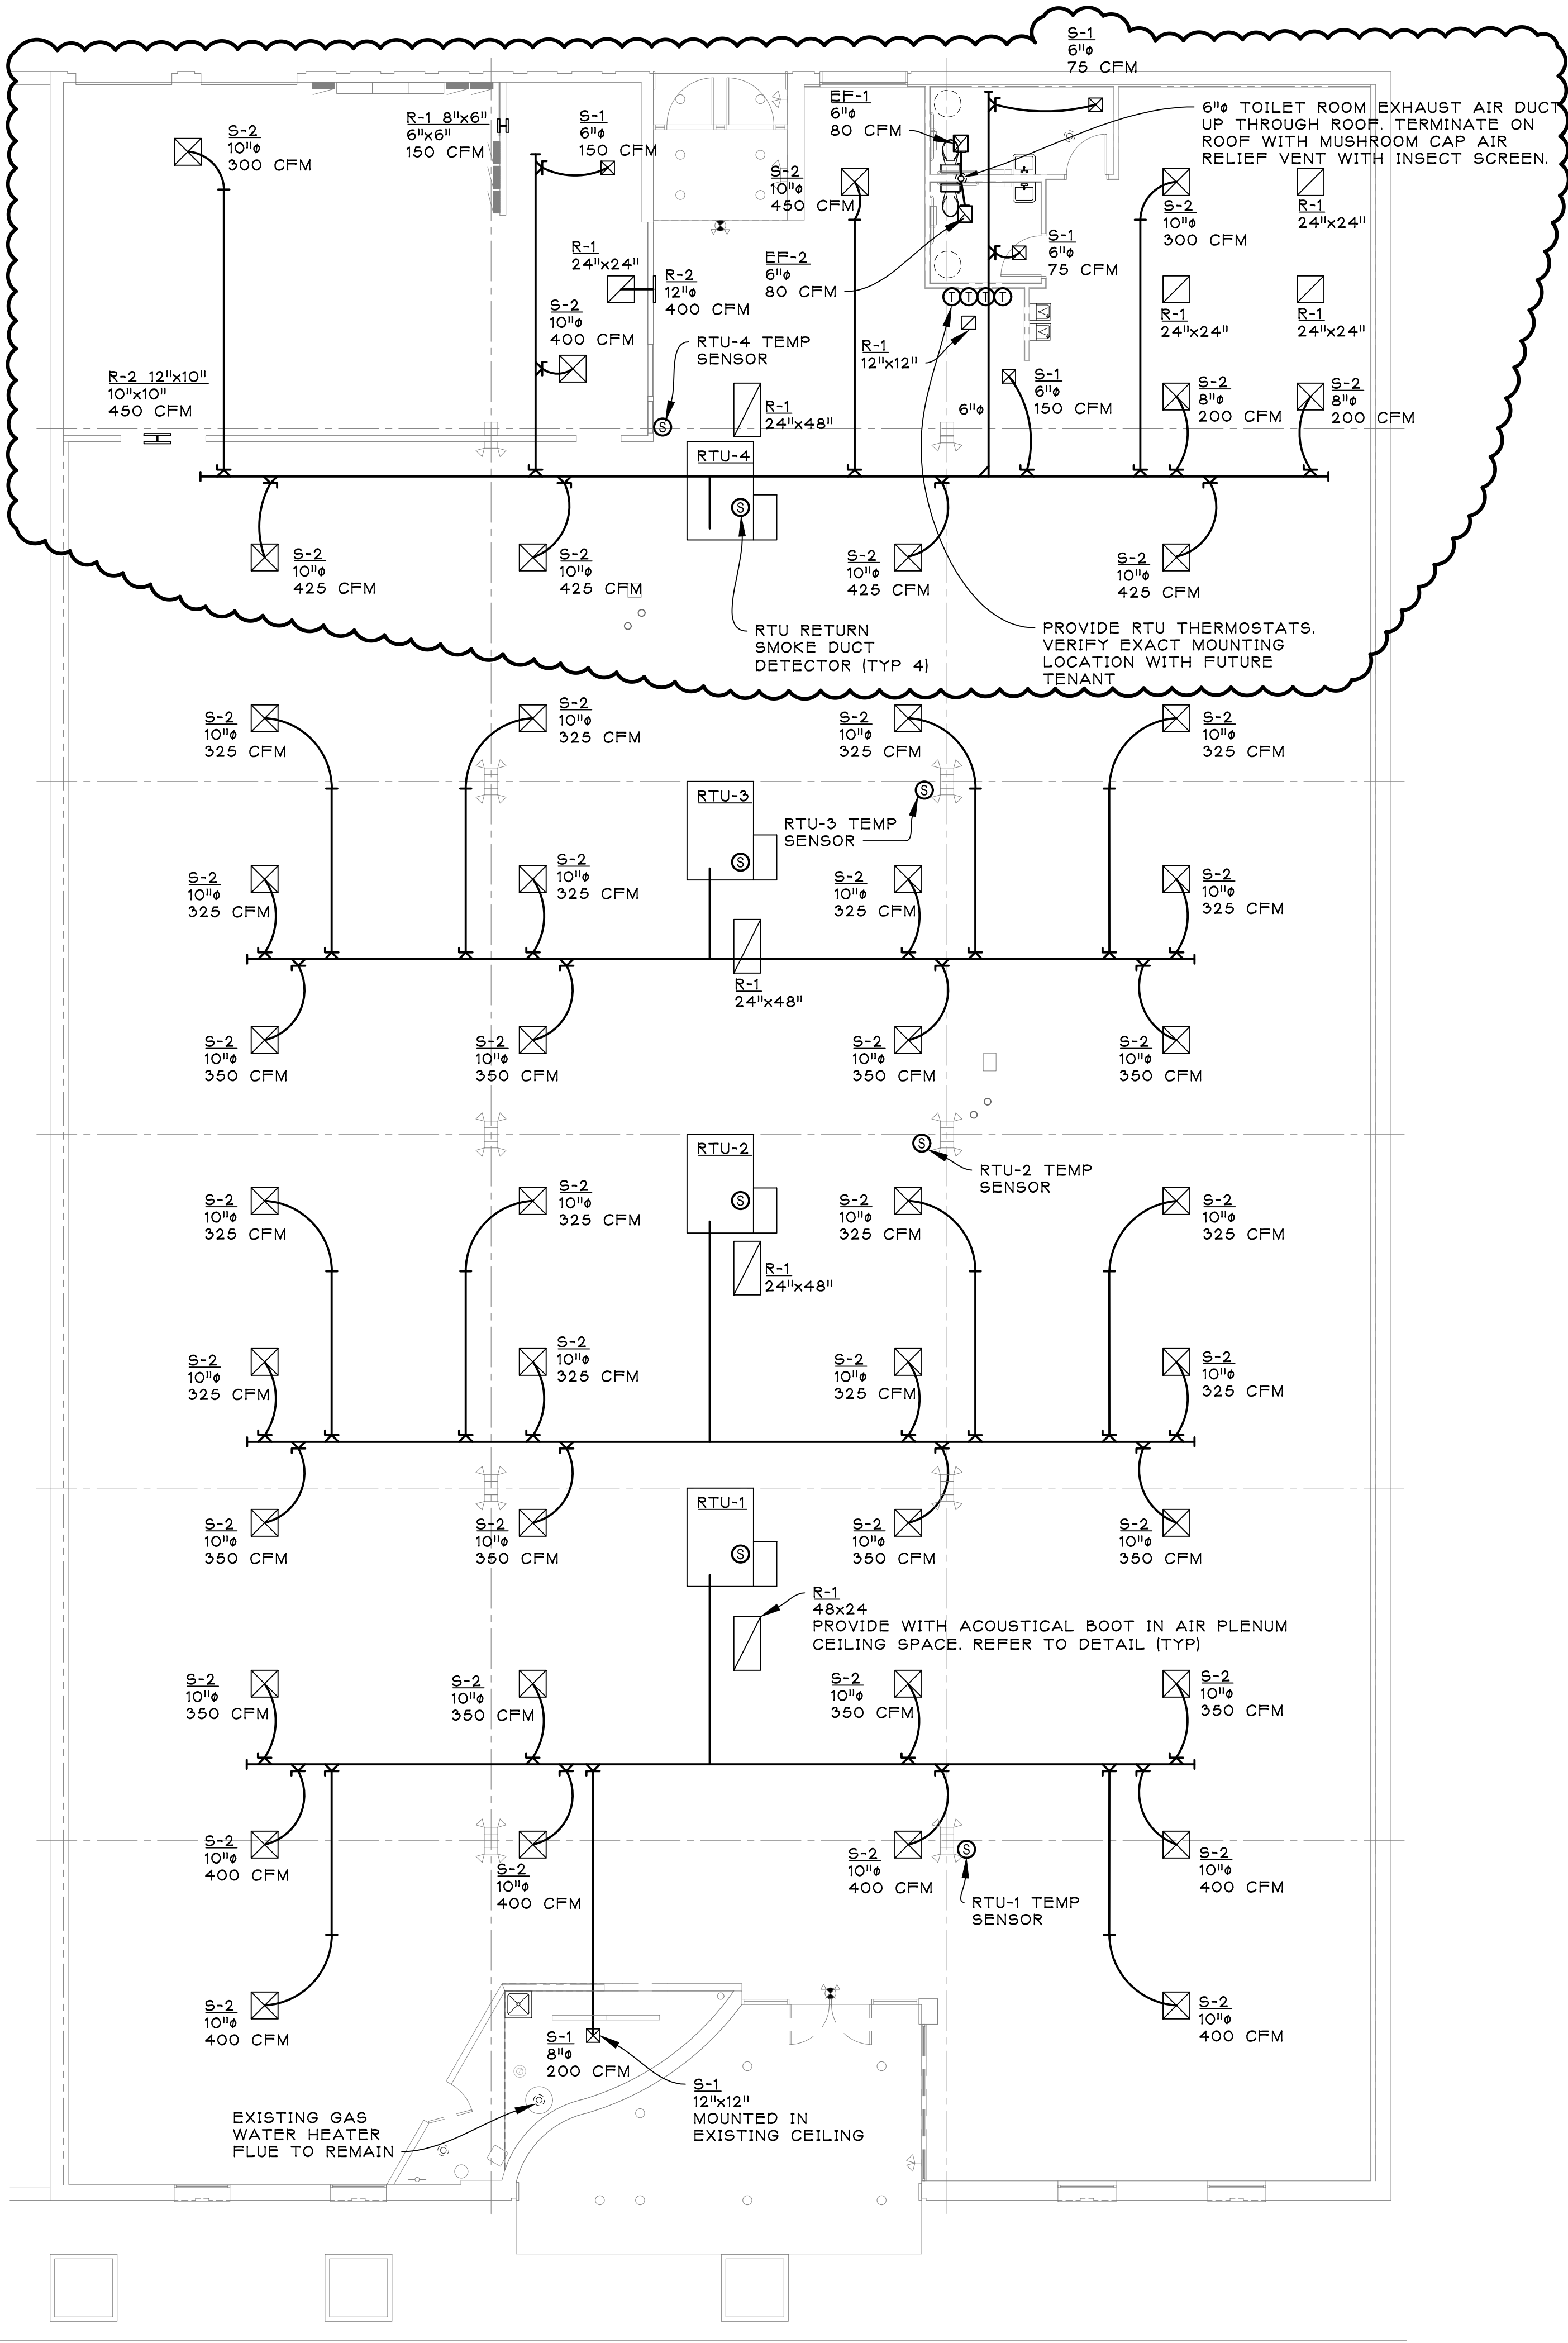 S-1
6"ø
75 CFM
EF-1
6"ø
80 CFM
6"ø TOILET ROOM EXHAUST AIR DUCT
UP THROUGH ROOF. TERMINATE ON
ROOF WITH MUSHROOM CAP AIR
RELIEF VENT WITH INSECT SCREEN.
S-2
10"ø
300 CFM
R-1 8"x6"
6"x6"
150 CFM
S-1
6"ø
150 CFM
S-2
10"ø
450 CFM
S-2
10"ø
300 CFM
R-1
24"x24"
R-1
24"x24"
R-2
12"ø
400 CFM
EF-2
6"ø
80 CFM
S-1
6"ø
75 CFM
T T T T
S-2
10"ø
400 CFM
RTU-4 TEMP
SENSOR
R-1
12"x12"
R-1
24"x24"
R-1
24"x24"
R-2 12"x10"
10"x10"
450 CFM
S
R-1
24"x48"
6"ø
S-1
6"ø
150 CFM
S-2
8"ø
200 CFM
S-2
8"ø
200 CFM
RTU-4
S
S-2
10"ø
425 CFM
S-2
10"ø
425 CFM
S-2
10"ø
425 CFM
S-2
10"ø
425 CFM
RTU RETURN
SMOKE DUCT
DETECTOR (TYP 4)
PROVIDE RTU THERMOSTATS.
VERIFY EXACT MOUNTING
LOCATION WITH FUTURE
TENANT
S-2
10"ø
325 CFM
S-2
10"ø
325 CFM
S-2
10"ø
325 CFM
S-2
10"ø
325 CFM
RTU-3
S
RTU-3 TEMP
SENSOR
S
S-2
10"ø
325 CFM
S-2
10"ø
325 CFM
S-2
10"ø
325 CFM
S-2
10"ø
325 CFM
R-1
24"x48"
S-2
10"ø
350 CFM
S-2
10"ø
350 CFM
S-2
10"ø
350 CFM
S-2
10"ø
350 CFM
RTU-2
S
S
RTU-2 TEMP
SENSOR
S-2
10"ø
325 CFM
S-2
10"ø
325 CFM
S-2
10"ø
325 CFM
S-2
10"ø
325 CFM
R-1
24"x48"
S-2
10"ø
325 CFM
S-2
10"ø
325 CFM
S-2
10"ø
325 CFM
S-2
10"ø
325 CFM
S-2
10"ø
350 CFM
S-2
10"ø
350 CFM
S-2
10"ø
350 CFM
S-2
10"ø
350 CFM
RTU-1
S
R-1
48x24
PROVIDE WITH ACOUSTICAL BOOT IN AIR PLENUM
CEILING SPACE. REFER TO DETAIL (TYP)
S-2
10"ø
350 CFM
S-2
10"ø
350 CFM
S-2
10"ø
350 CFM
S-2
10"ø
350 CFM
S-2
10"ø
400 CFM
S-2
10"ø
400 CFM
S-2
10"ø
400 CFM
S-2
10"ø
400 CFM
S
RTU-1 TEMP
SENSOR
S-2
10"ø
400 CFM
S-2
10"ø
400 CFM
S-1
8"ø
200 CFM
S-1
12"x12"
MOUNTED IN
EXISTING CEILING
EXISTING GAS
WATER HEATER
FLUE TO REMAIN